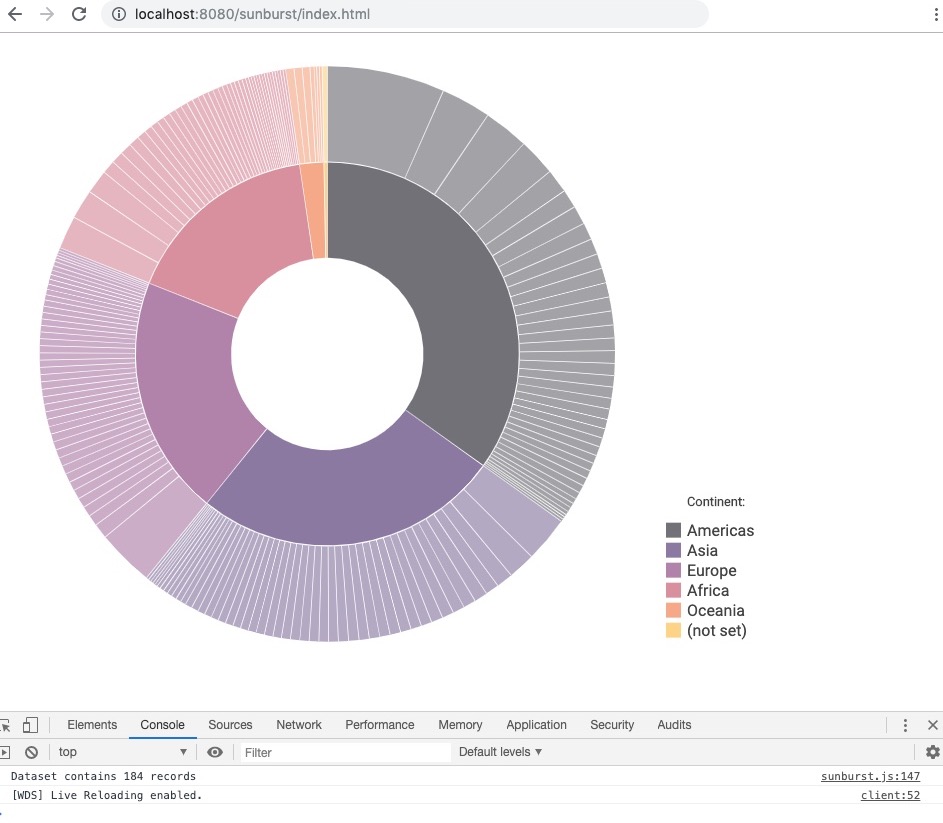 localhost:8080/sunburst/index.html
Continent:
Americas
Asia
Europe
Africa
Oceania
(not set)
Elements Console Sources Network Performance Memory Application Security Audits
top Filter Default levels
Dataset contains 184 records sunburst.js:147
[WDS] Live Reloading enabled. client:52